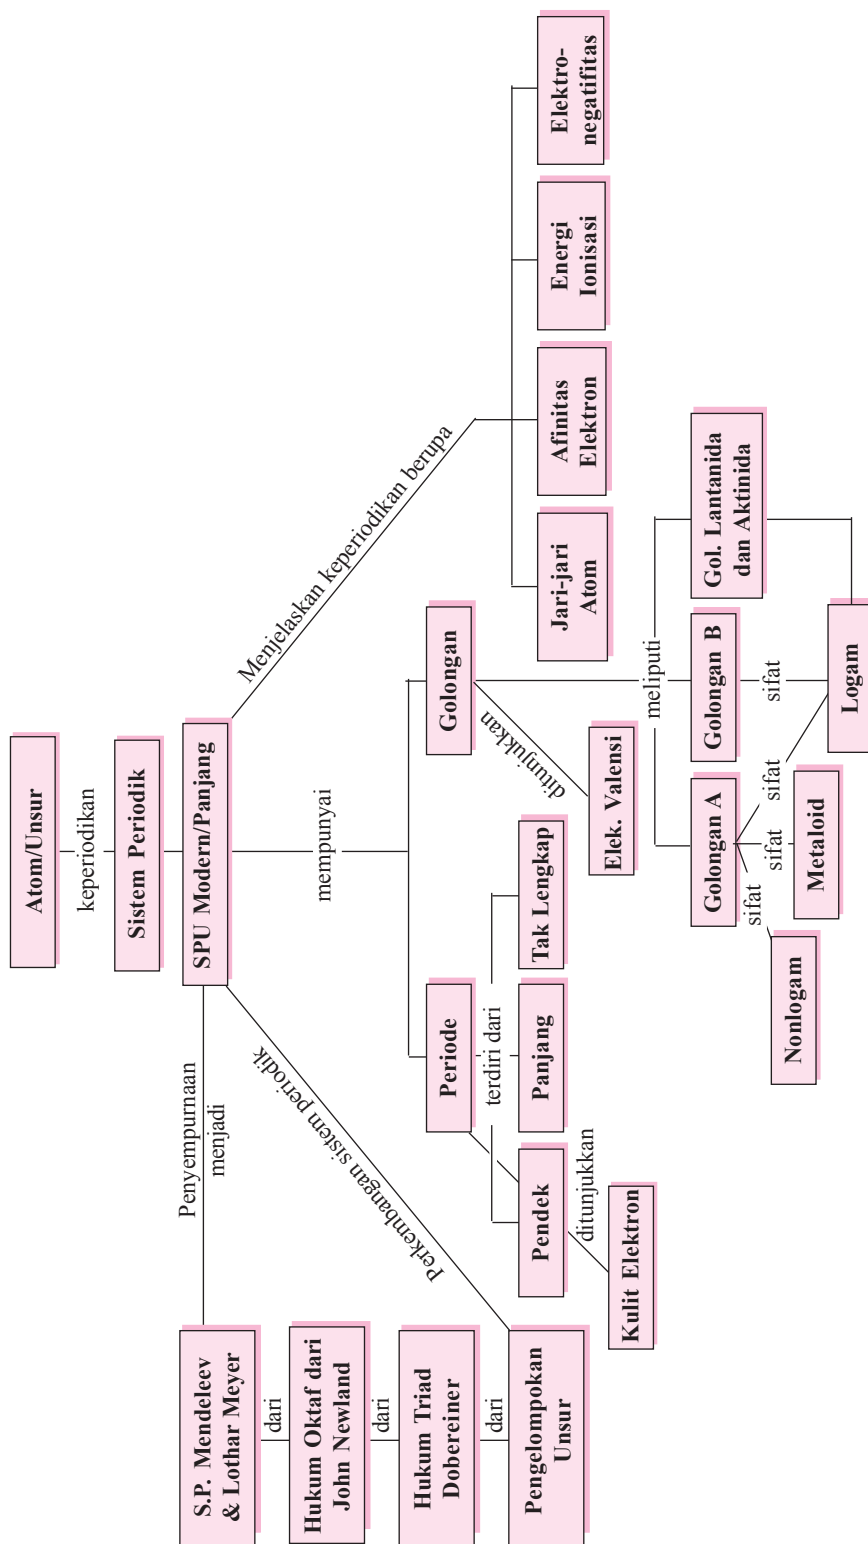 Atom/Unsur
keperiodikan
Sistem Periodik
SPU Modern/Panjang
Penyempurnaan
menjadi
S.P. Mendeleev
& Lothar Meyer
dari
Hukum Oktaf dari
John Newland
dari
Hukum Triad
Dobereiner
dari
Pengelompokan
Unsur
Perkembangan sistem periodik
mempunyai
Menjelaskan keperiodikan berupa
Periode
terdiri dari
Pendek
Panjang
Tak Lengkap
ditunjukkan
Kulit Elektron
Golongan
ditunjukkan
Elek. Valensi
meliputi
Golongan A
Golongan B
Gol. Lantanida
dan Aktinida
sifat
sifat
sifat
sifat
Nonlogam
Metaloid
Logam
Jari-jari
Atom
Afinitas
Elektron
Energi
Ionisasi
Elektro-
negatifitas